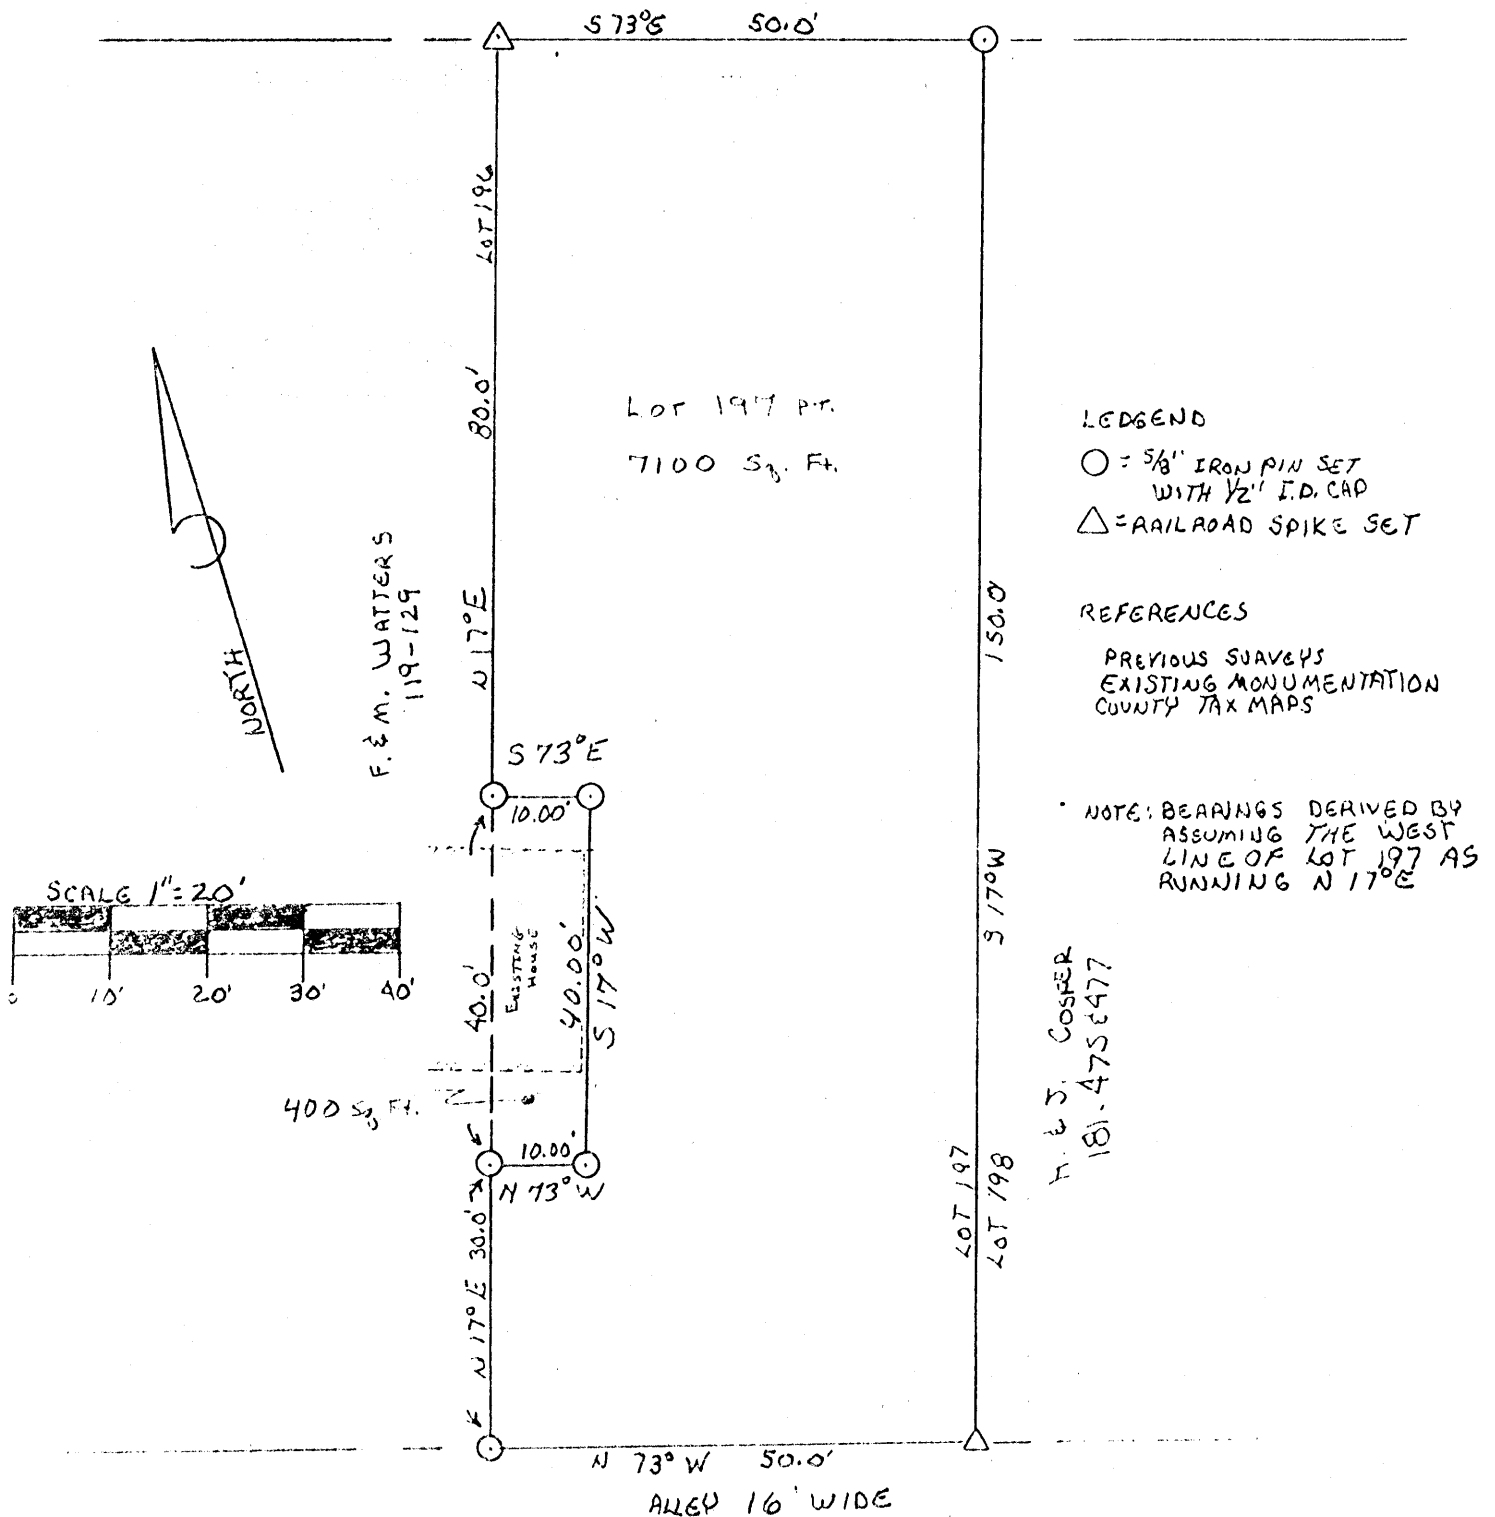 S 73°E 50.0'
LOT 196
80.0'
N 17°E
LOT 197 PT.
7100 Sq. Ft.
LEDGEND
○ = 5/8" IRON PIN SET
WITH 1/2" I.D. CAP
△ = RAILROAD SPIKE SET
F. & M. WATTERS
119-129
NORTH
150.0'
S 17°W
REFERENCES
PREVIOUS SURVEYS
EXISTING MONUMENTATION
COUNTY TAX MAPS
S 73°E
10.00'
NOTE: BEARINGS DERIVED BY
ASSUMING THE WEST
LINE OF LOT 197 AS
RUNNING N 17°E
SCALE 1"=20'
0 10' 20' 30' 40'
40.0'
EXISTING
HOUSE
40.00'
S 17°W
400 Sq Ft.
10.00'
N 73°W
N 17°E 30.0'
LOT 197
LOT 198
& J. COSPER
181-475 & 477
N 73°W 50.0'
ALLEY 16' WIDE